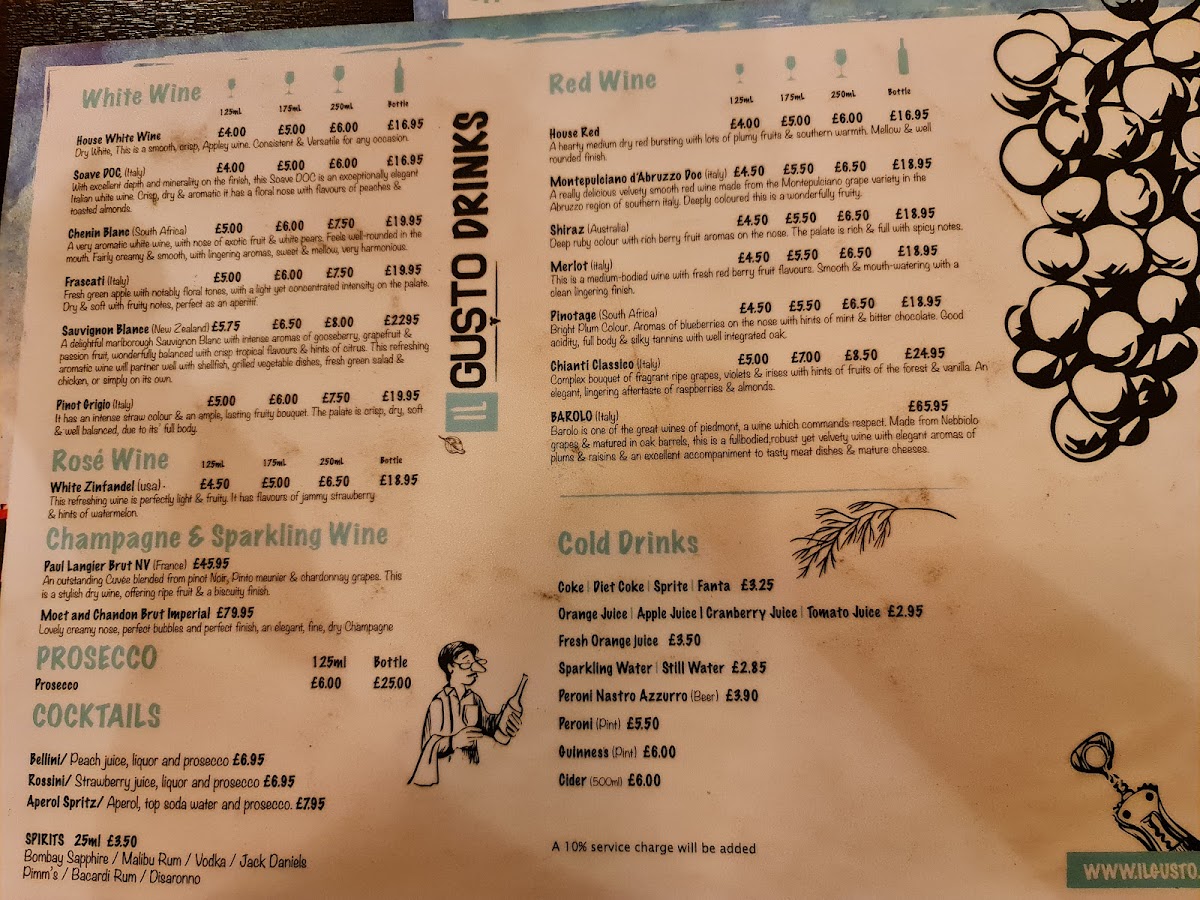 White Wine
125mL 175mL 250mL Bottle
House White Wine £4.00 £5.00 £6.00 £16.95
Dry White, This is a smooth, crisp, Appley wine. Consistent & Versatile for any occasion.
Soave DOC, (Italy) £4.00 £5.00 £6.00 £16.95
With excellent depth and minerality on the finish, this Soave DOC is an exceptionally elegant
Italian white wine. Crisp, dry & aromatic it has a floral nose with flavours of peaches &
toasted almonds.
Chenin Blanc (South Africa) £5.00 £6.00 £7.50 £19.95
A very aromatic white wine, with nose of exotic fruit & white pears. Feels well-rounded in the
mouth. Fairly creamy & smooth, with lingering aromas, sweet & mellow, very harmonious.
Frascati (Italy) £5.00 £6.00 £7.50 £19.95
Fresh green apple with notably floral tones, with a light yet concentrated intensity on the palate.
Dry & soft with fruity notes, perfect as an aperitif.
Sauvignon Blance (New Zealand) £5.75 £6.50 £8.00 £22.95
A delightful marlborough Sauvignon Blanc with intense aromas of gooseberry, grapefruit &
passion fruit, wonderfully balanced with crisp tropical flavours & hints of citrus. This refreshing
aromatic wine will partner well with shellfish, grilled vegetable dishes, fresh green salad &
chicken, or simply on its own.
Pinot Grigio (Italy) £5.00 £6.00 £7.50 £19.95
It has an intense straw colour & an ample, lasting fruity bouquet. The palate is crisp, dry, soft
& well balanced, due to its' full body.
Rosé Wine 125mL 175mL 250mL Bottle
White Zinfandel (usa) - £4.50 £5.00 £6.50 £18.95
This refreshing wine is perfectly light & fruity. It has flavours of jammy strawberry
& hints of watermelon.
Champagne & Sparkling Wine
Paul Langier Brut NV (France) £45.95
An outstanding Cuvée blended from pinot Noir, Pinto meunier & chardonnay grapes. This
is a stylish dry wine, offering ripe fruit & a biscuity finish.
Moet and Chandon Brut Imperial £79.95
Lovely creamy nose, perfect bubbles and perfect finish, an elegant, fine, dry Champagne
PROSECCO 125ml Bottle
Prosecco £6.00 £25.00
COCKTAILS
Bellini/ Peach juice, liquor and prosecco £6.95
Rossini/ Strawberry juice, liquor and prosecco £6.95
Aperol Spritz/ Aperol, top soda water and prosecco. £7.95
SPIRITS 25ml £3.50
Bombay Sapphire / Malibu Rum / Vodka / Jack Daniels
Pimm's / Bacardi Rum / Disaronno
IL GUSTO DRINKS
Red Wine
125mL 175mL 250mL Bottle
House Red £4.00 £5.00 £6.00 £16.95
A hearty medium dry red bursting with lots of plumy fruits & southern warmth. Mellow & well
rounded finish.
Montepulciano d'Abruzzo Doc (italy) £4.50 £5.50 £6.50 £18.95
A really delicious velvety smooth red wine made from the Montepulciano grape variety in the
Abruzzo region of southern italy. Deeply coloured this is a wonderfully fruity.
Shiraz (Australia) £4.50 £5.50 £6.50 £18.95
Deep ruby colour with rich berry fruit aromas on the nose. The palate is rich & full with spicy notes.
Merlot (italy) £4.50 £5.50 £6.50 £18.95
This is a medium-bodied wine with fresh red berry fruit flavours. Smooth & mouth-watering with a
clean lingering finish.
Pinotage (South Africa) £4.50 £5.50 £6.50 £18.95
Bright Plum Colour, Aromas of blueberries on the nose with hints of mint & bitter chocolate. Good
acidity, full body & silky tannins with well integrated oak.
Chianti Classico (Italy) £5.00 £7.00 £8.50 £24.95
Complex bouquet of fragrant ripe grapes, violets & irises with hints of fruits of the forest & vanilla. An
elegant, lingering aftertaste of raspberries & almonds.
BAROLO (Italy) £65.95
Barolo is one of the great wines of piedmont, a wine which commands respect. Made from Nebbiolo
grapes & matured in oak barrels, this is a fullbodied,robust yet velvety wine with elegant aromas of
plums & raisins & an excellent accompaniment to tasty meat dishes & mature cheeses.
Cold Drinks
Coke | Diet Coke | Sprite | Fanta £3.25
Orange Juice | Apple Juice | Cranberry Juice | Tomato Juice £2.95
Fresh Orange juice £3.50
Sparkling Water | Still Water £2.85
Peroni Nastro Azzurro (Beer) £3.90
Peroni (Pint) £5.50
Guinness (Pint) £6.00
Cider (500ml) £6.00
A 10% service charge will be added
WWW.ILGUSTO.